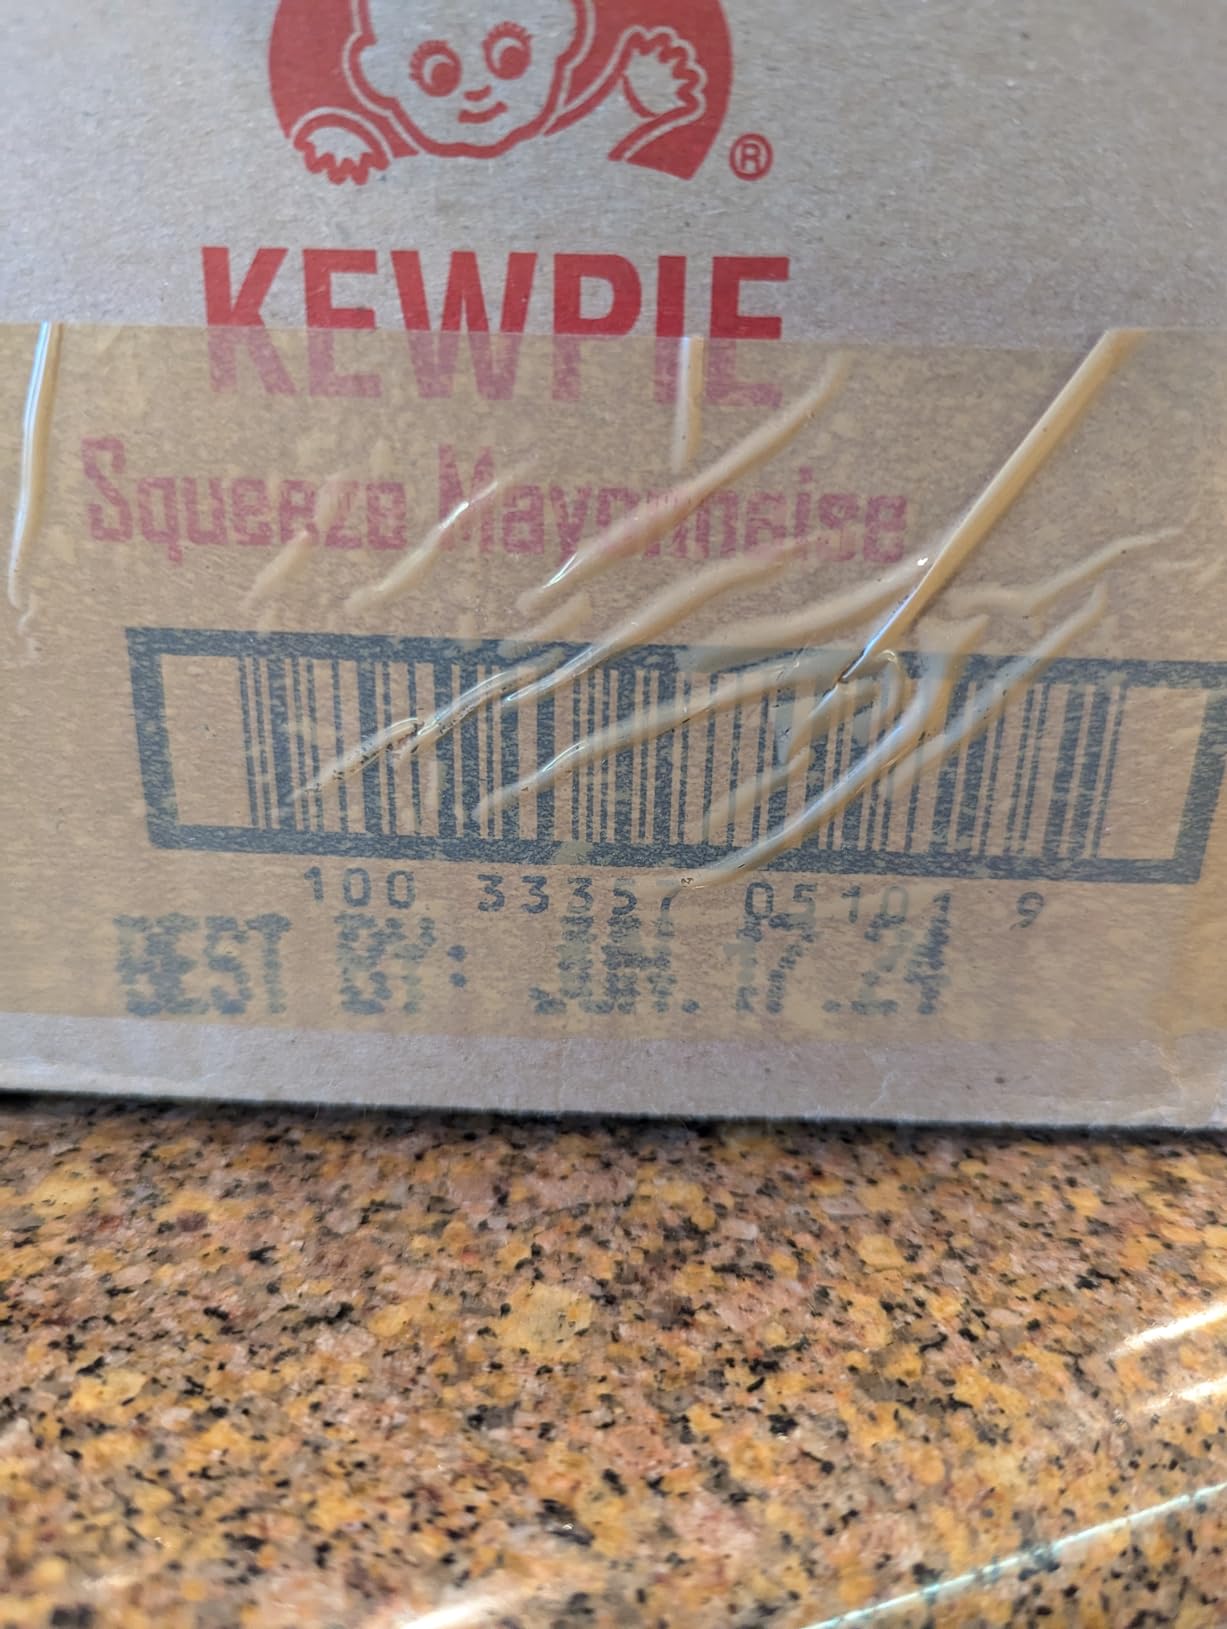 ®
KEWPIE
Squeeze Mayonnaise
100 33357 05101 9
BEST BY: JUN. 17.24